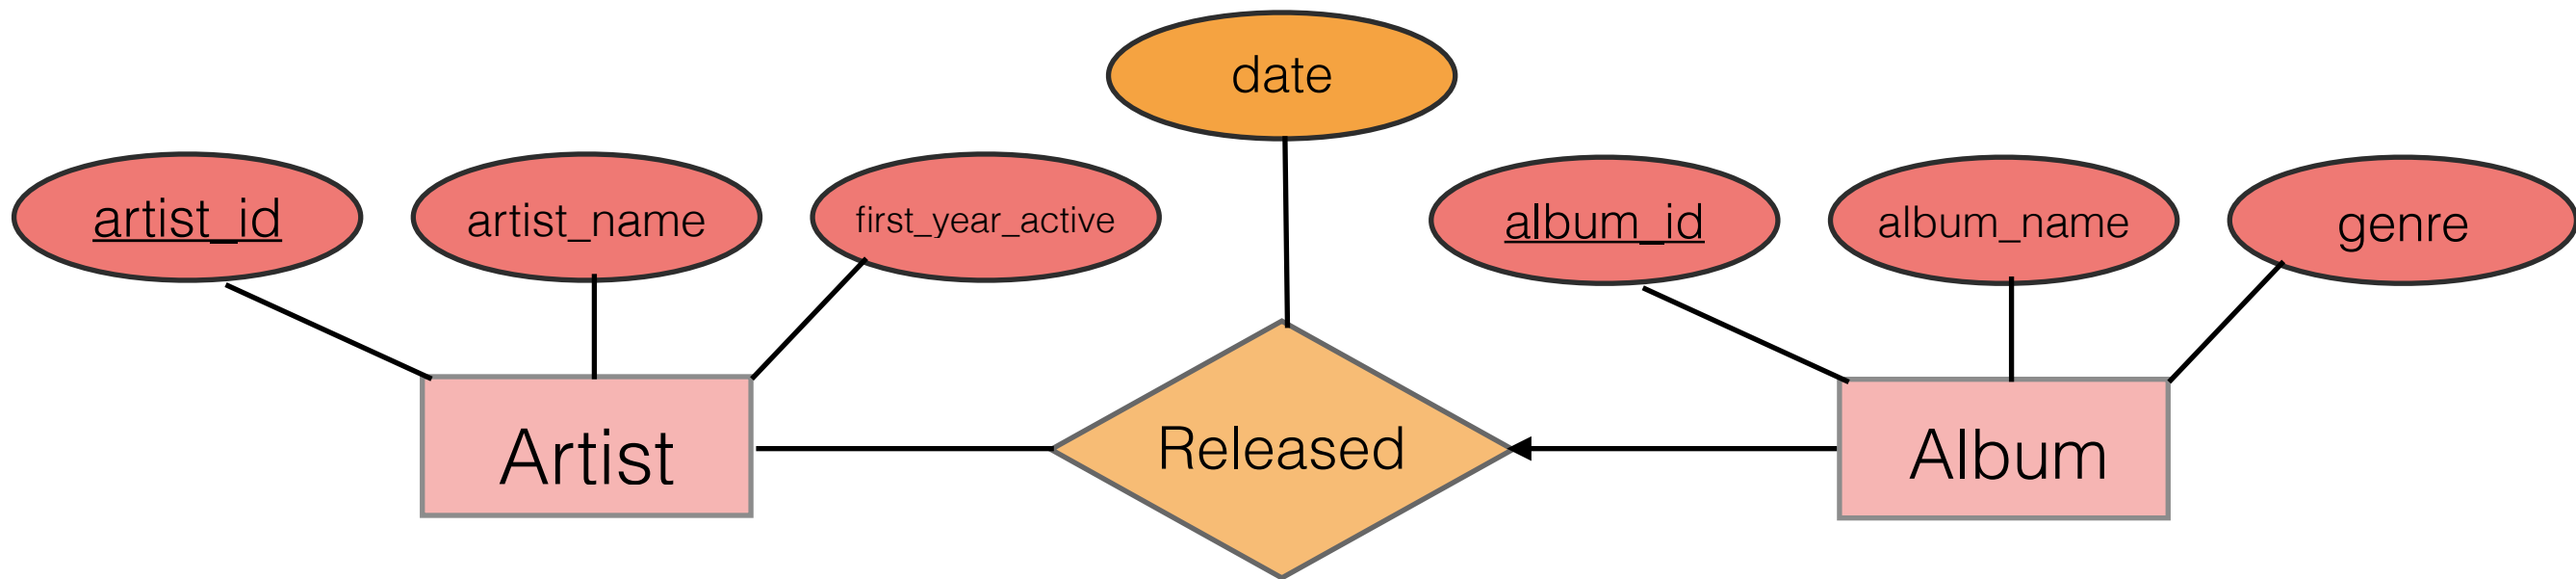 date
artist_id
artist_name
first_year_active
album_id
album_name
genre
Artist
Released
Album